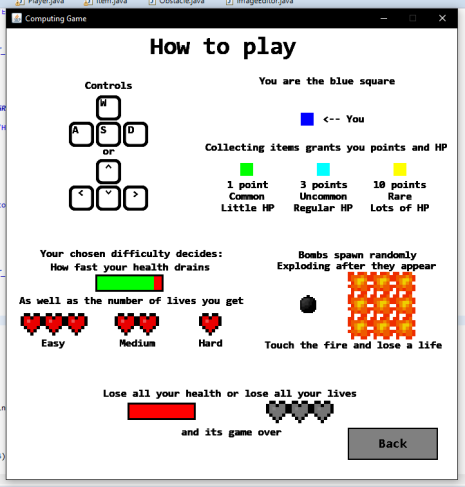 Player.java Item.java Obstacle.java ImageEditor.java
Computing Game
How to play
Controls
W
A S D
or
^
< ˅ >
You are the blue square
<-- You
Collecting items grants you points and HP
1 point 3 points 10 points
Common Uncommon Rare
Little HP Regular HP Lots of HP
Your chosen difficulty decides:
How fast your health drains
As well as the number of lives you get
Easy Medium Hard
Bombs spawn randomly
Exploding after they appear
Touch the fire and lose a life
Lose all your health or lose all your lives
and its game over
Back